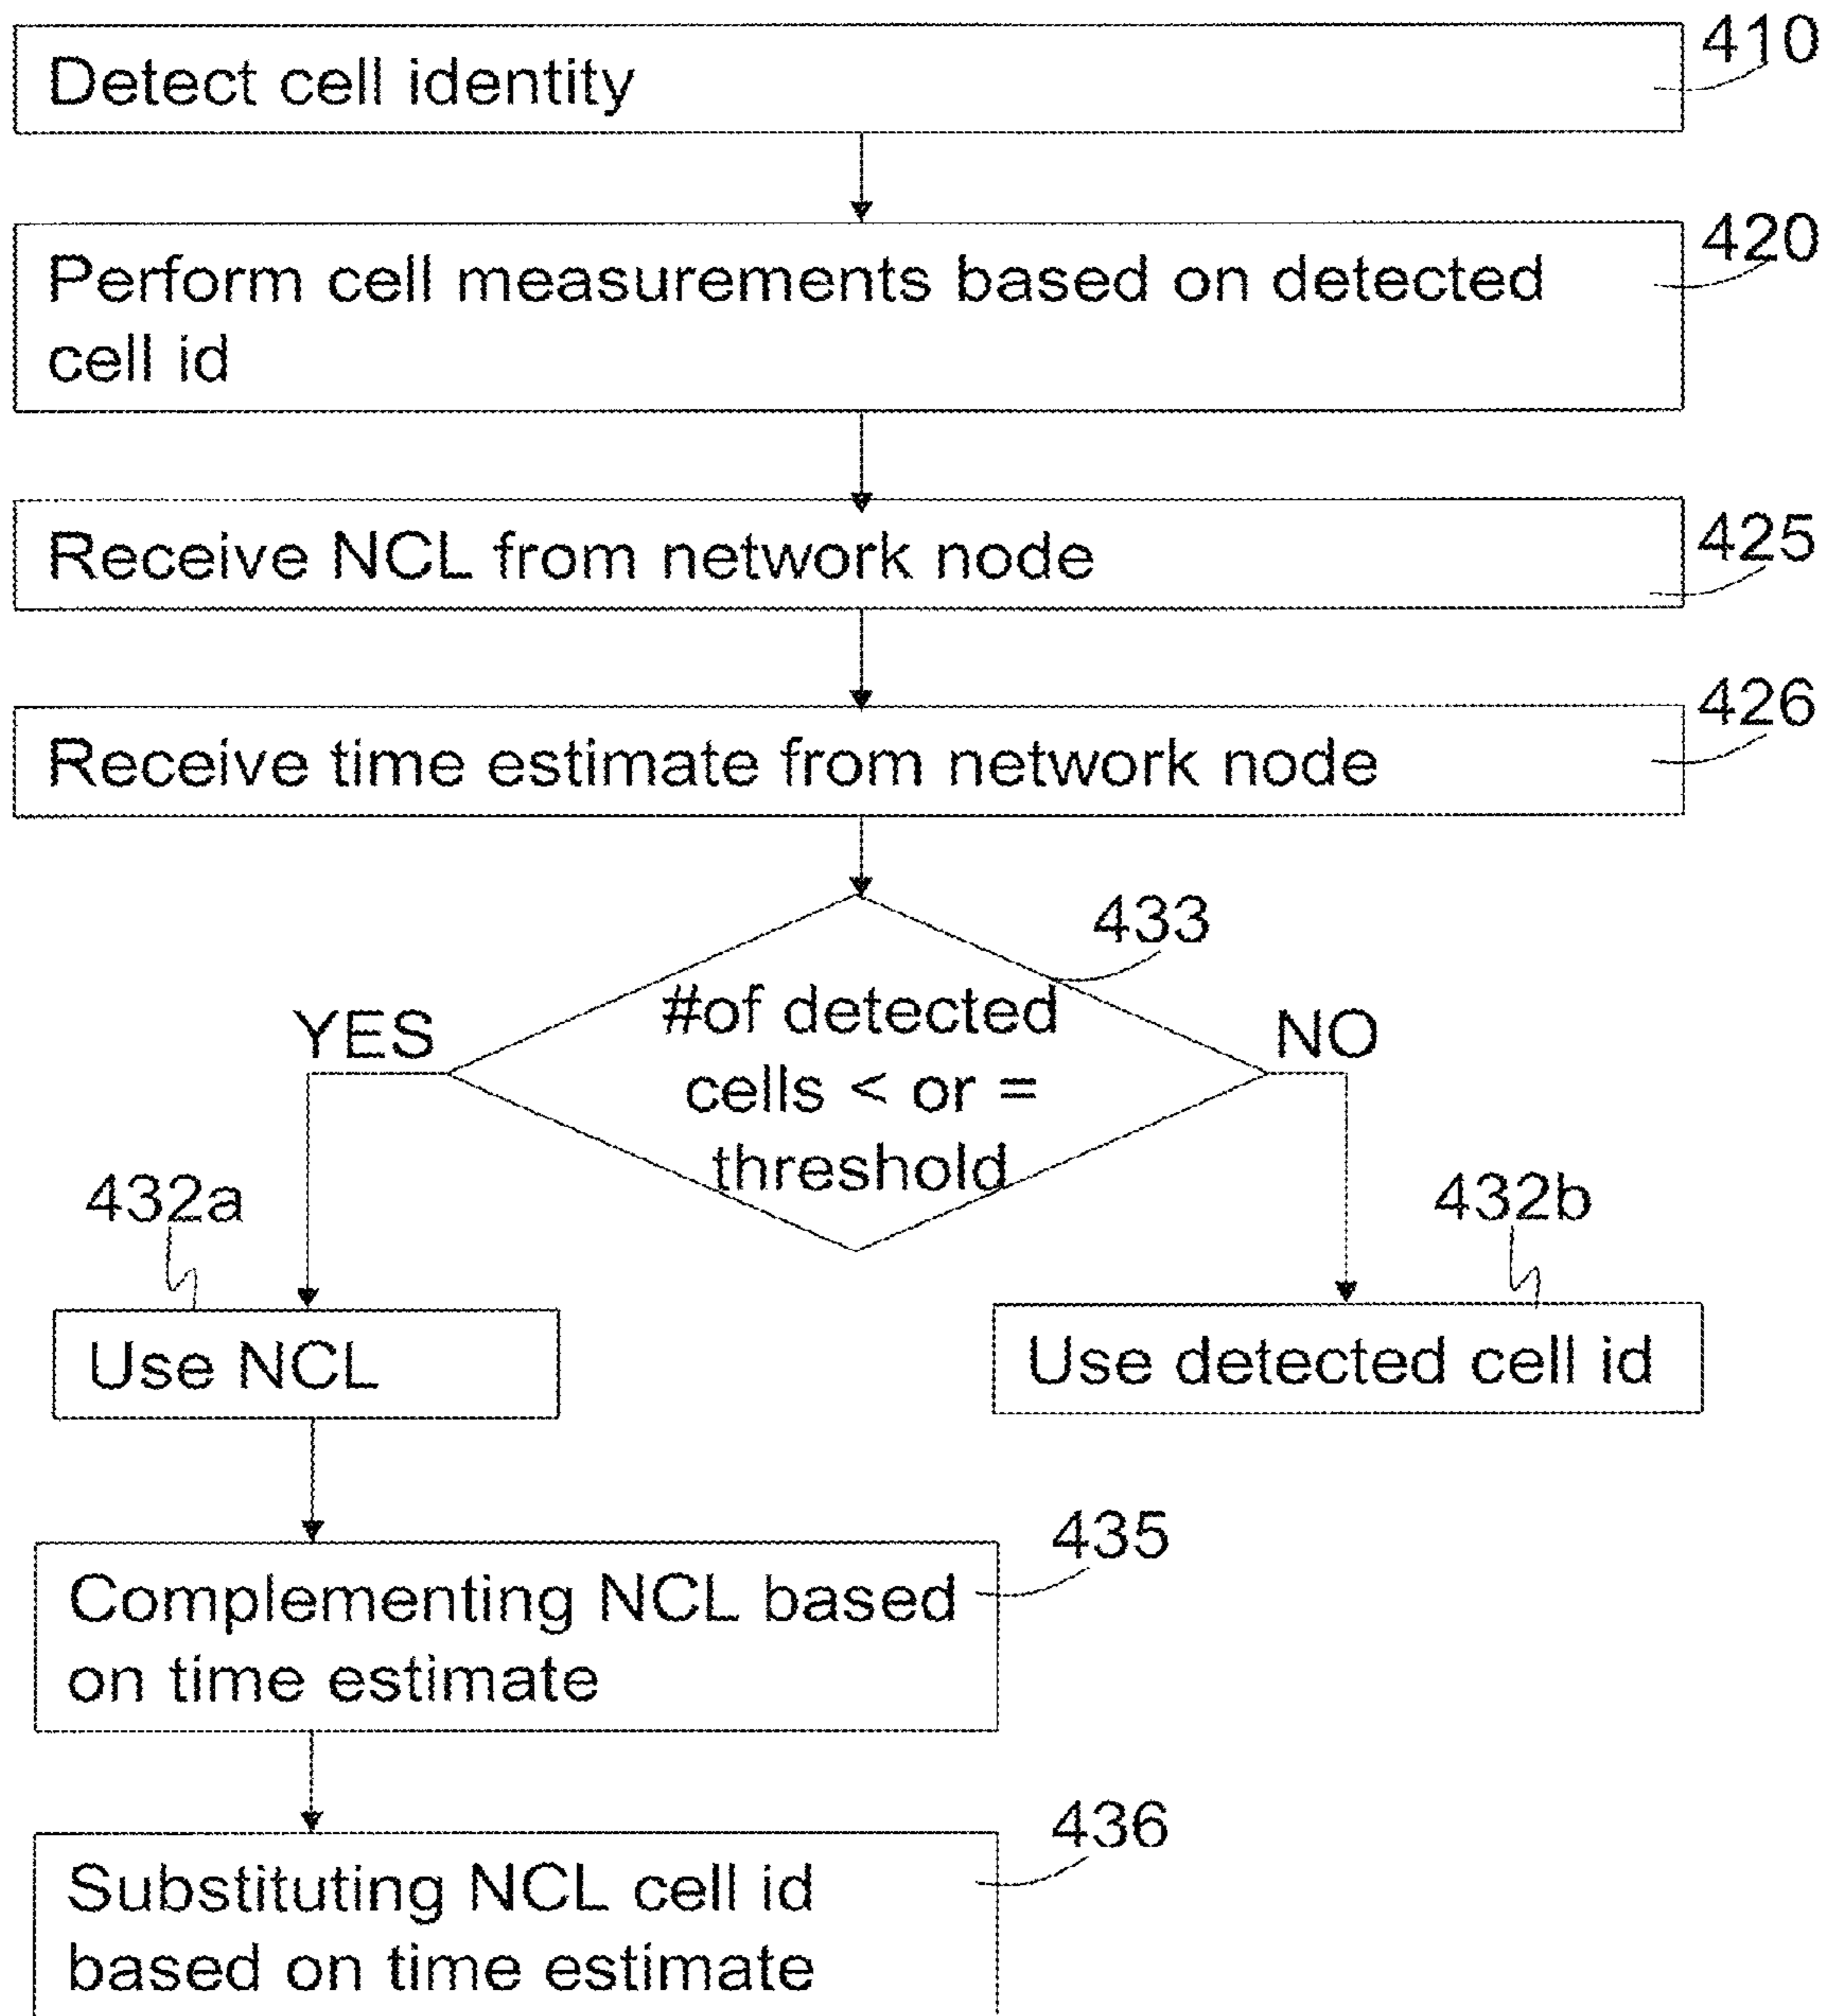 410
Detect cell identity
420
Perform cell measurements based on detected
cell id
425
Receive NCL from network node
426
Receive time estimate from network node
433
#of detected
cells < or =
threshold
YES
NO
432a
432b
Use NCL
Use detected cell id
435
Complementing NCL based
on time estimate
436
Substituting NCL cell id
based on time estimate